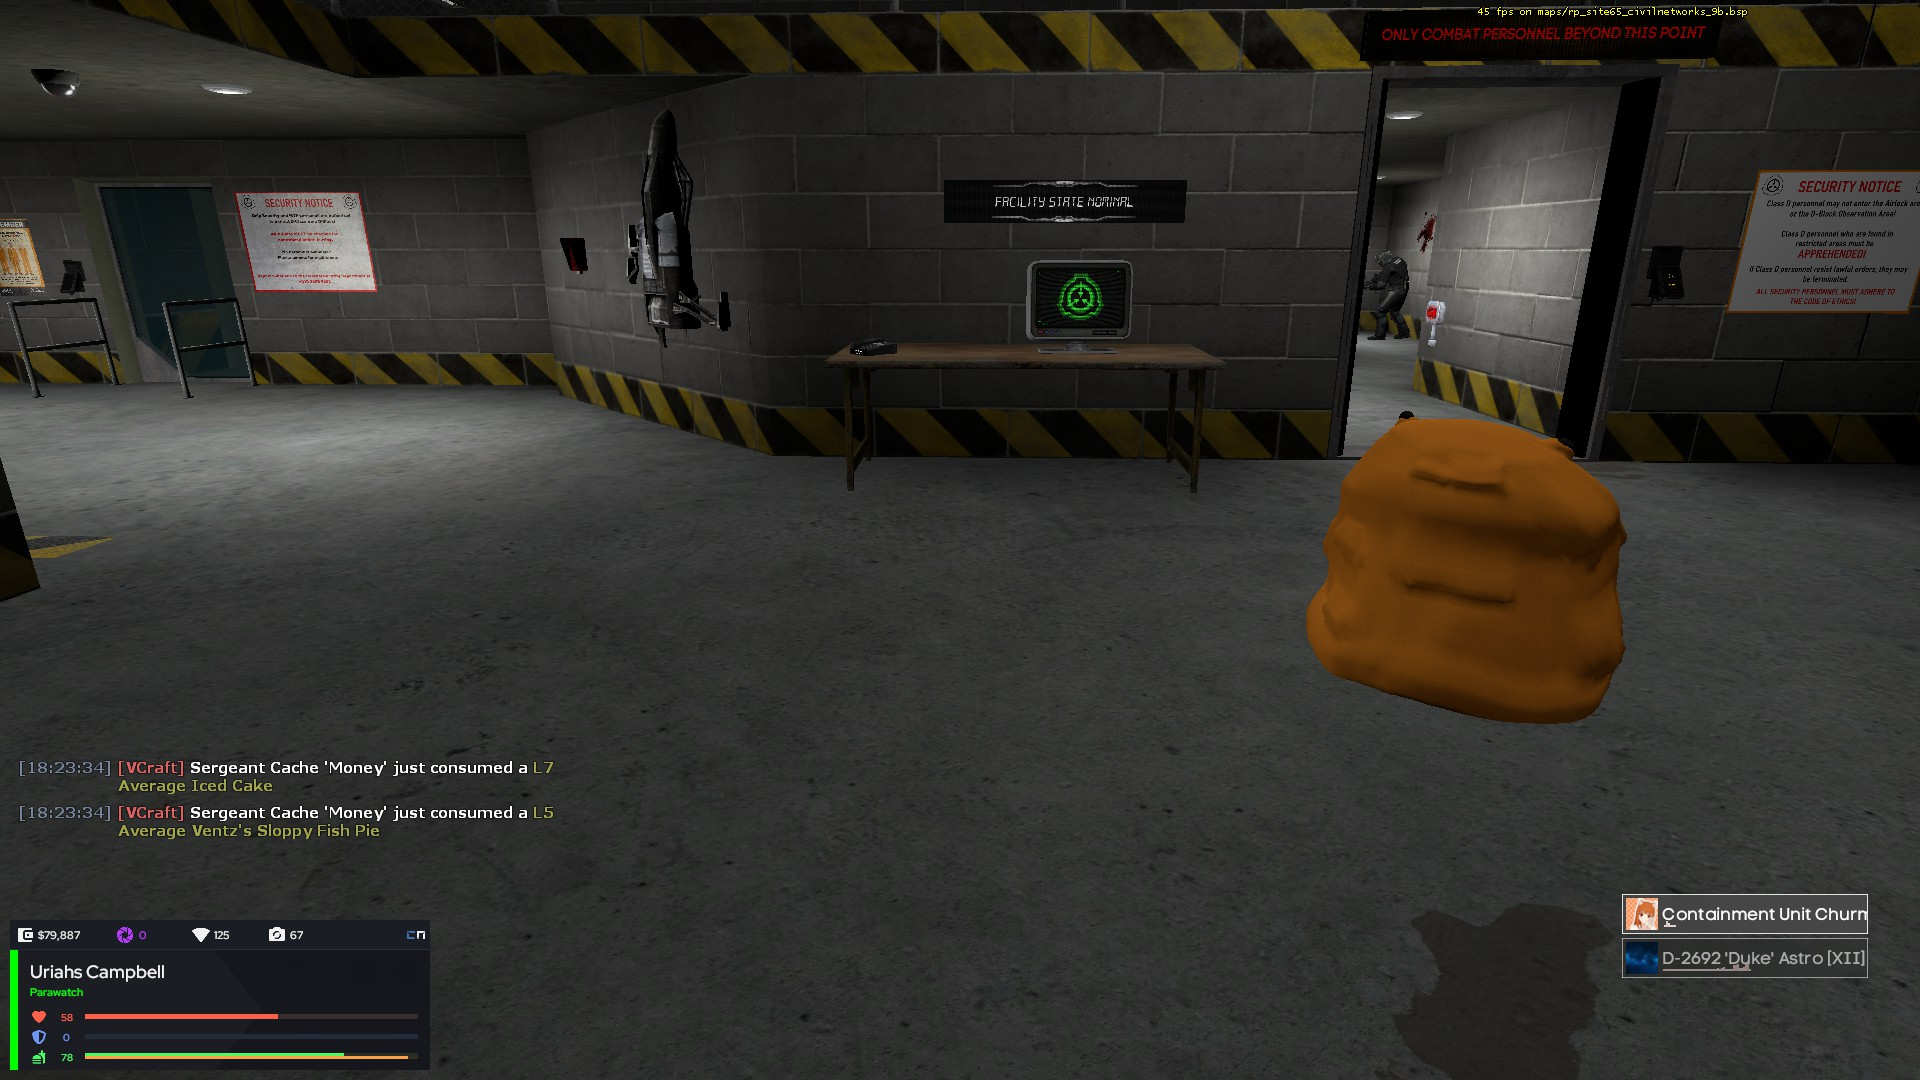 45 fps on maps/rp_site65_civilnetworks_9b.bsp
ONLY COMBAT PERSONNEL BEYOND THIS POINT
SECURITY NOTICE
FACILITY STATE NOMINAL
SECURITY NOTICE
Class D personnel may not enter the Airlock
or the D-Block Observation Area!
Class D personnel who are found in
restricted areas must be
APPREHENDED!
If Class D personnel resist lawful orders, they may
be terminated.
ALL SECURITY PERSONNEL MUST ADHERE TO
THE CODE OF ETHICS!
[18:23:34] [VCraft] Sergeant Cache 'Money' just consumed a L7
Average Iced Cake
[18:23:34] [VCraft] Sergeant Cache 'Money' just consumed a L5
Average Ventz's Sloppy Fish Pie
$79,887 0 125 67 cn
Uriahs Campbell
Parawatch
58
0
78
Containment Unit Churn
D-2692 'Duke' Astro [XII]